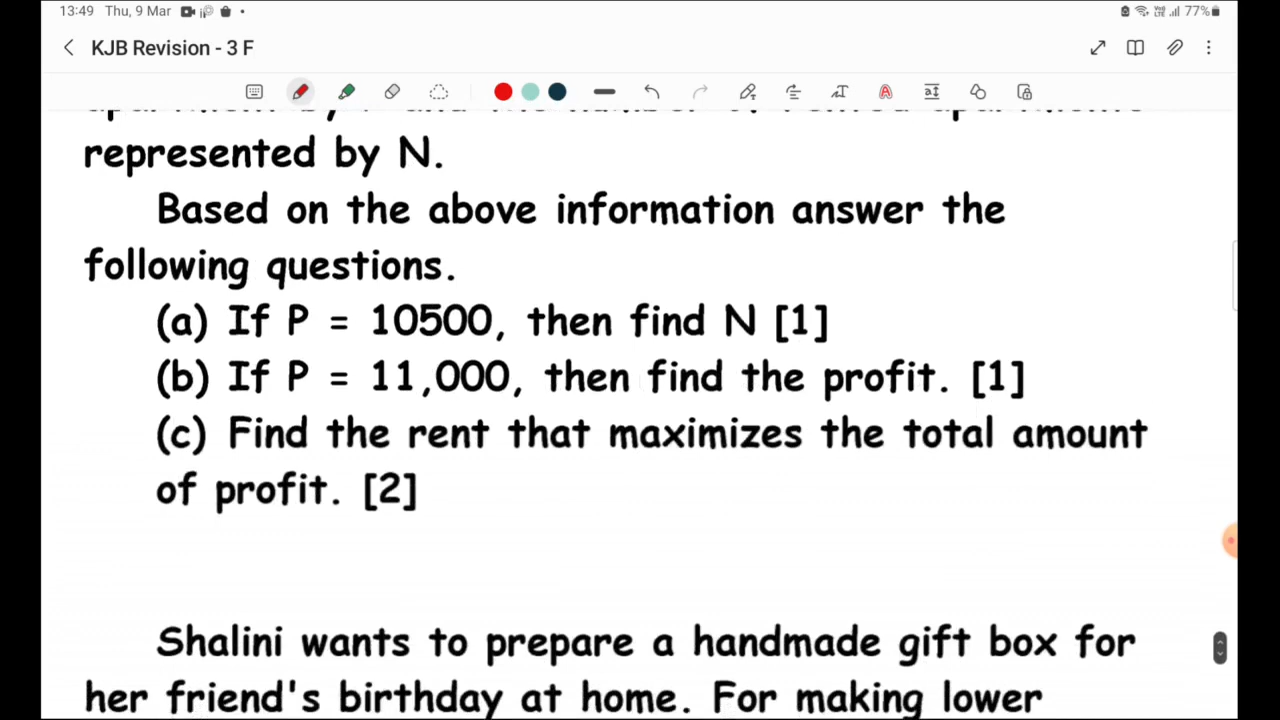 13:49 Thu, 9 Mar
77%
KJB Revision - 3 F
represented by N.
Based on the above information answer the
following questions.
(a) If P = 10500, then find N [1]
(b) If P = 11,000, then find the profit. [1]
(c) Find the rent that maximizes the total amount
of profit. [2]
Shalini wants to prepare a handmade gift box for
her friend's birthday at home. For making lower